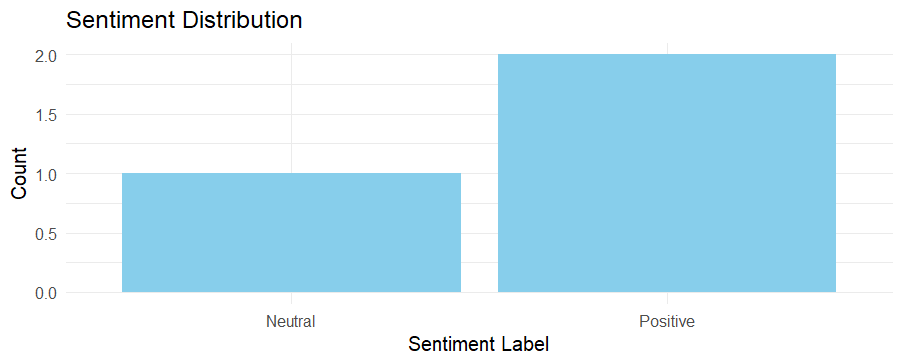 Sentiment Distribution
2.0
1.5
1.0
0.5
0.0
Count
Neutral Positive
Sentiment Label